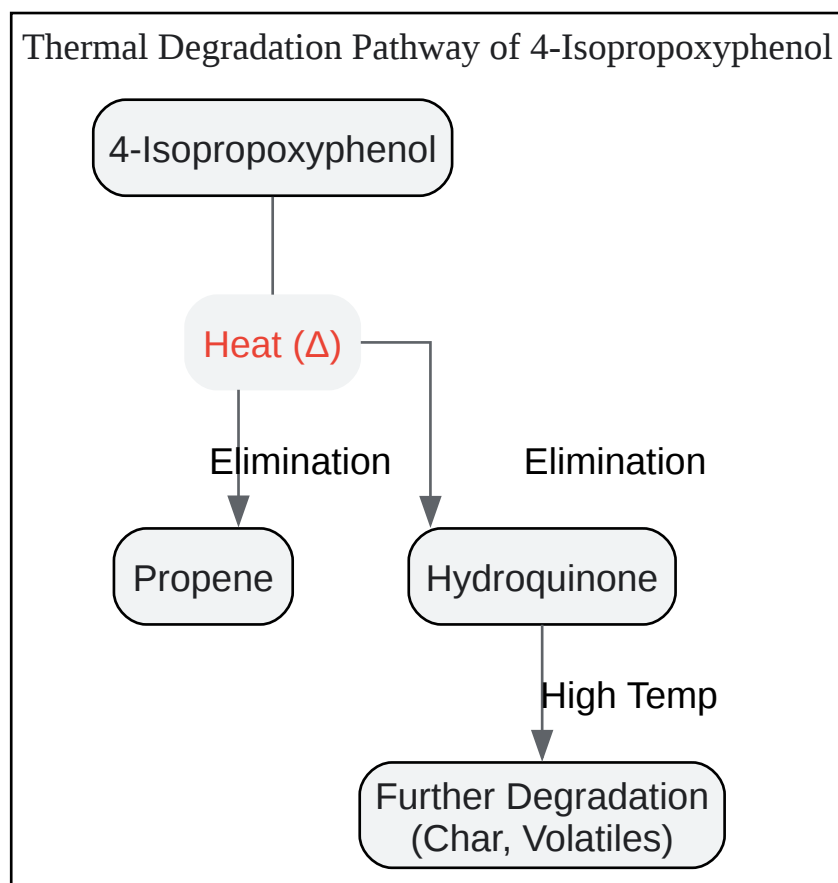 Thermal Degradation Pathway of 4-Isopropoxyphenol
4-Isopropoxyphenol
Heat (Δ)
Elimination
Elimination
Propene
Hydroquinone
High Temp
Further Degradation
(Char, Volatiles)